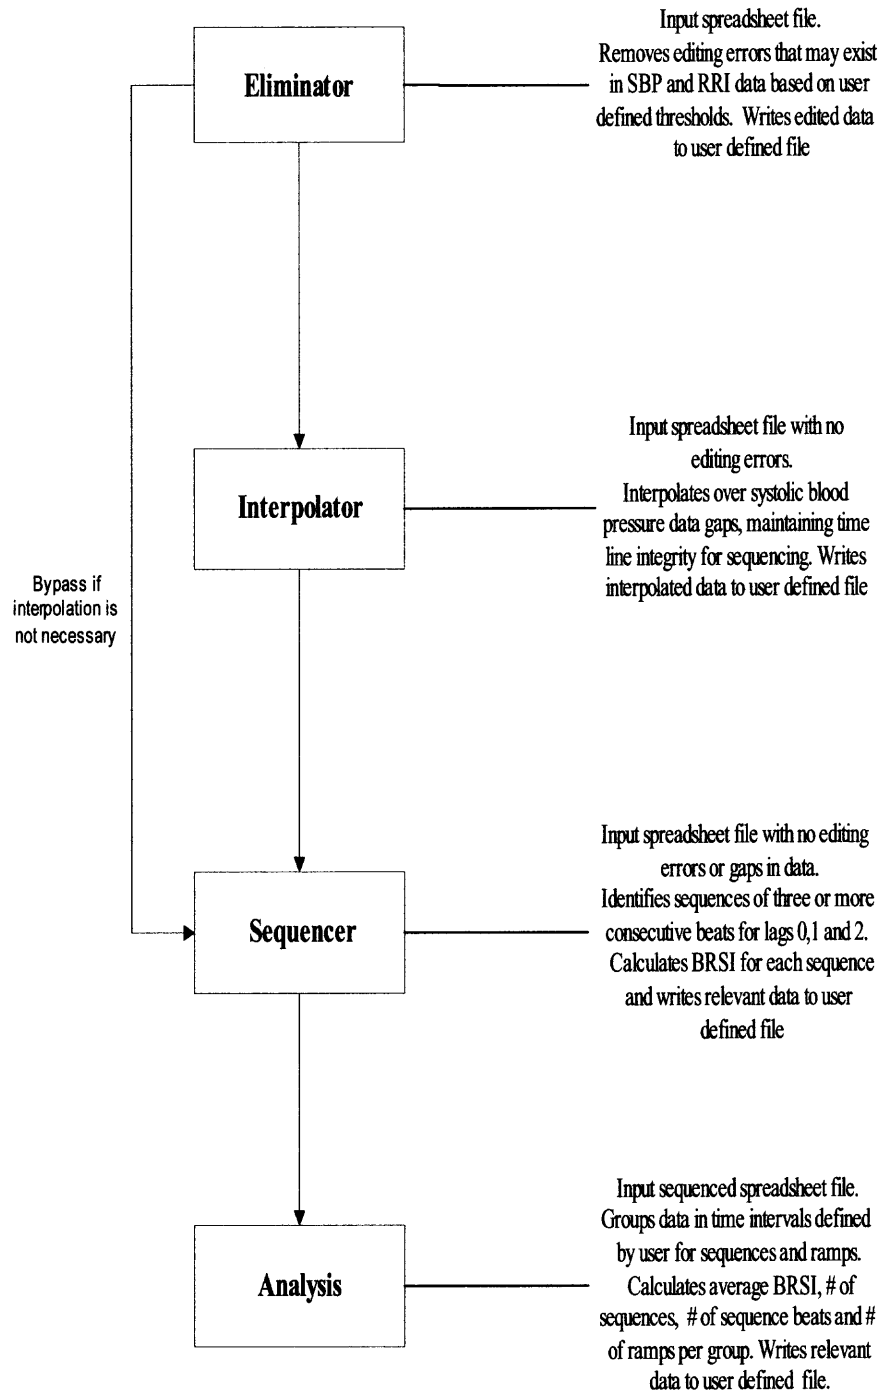 Eliminator
Input spreadsheet file.
Removes editing errors that may exist
in SBP and RRI data based on user
defined thresholds. Writes edited data
to user defined file
Interpolator
Input spreadsheet file with no
editing errors.
Interpolates over systolic blood
pressure data gaps, maintaining time
line integrity for sequencing. Writes
interpolated data to user defined file
Bypass if
interpolation is
not necessary
Sequencer
Input spreadsheet file with no editing
errors or gaps in data.
Identifies sequences of three or more
consecutive beats for lags 0,1 and 2.
Calculates BRSI for each sequence
and writes relevant data to user
defined file
Analysis
Input sequenced spreadsheet file.
Groups data in time intervals defined
by user for sequences and ramps.
Calculates average BRSI, # of
sequences, # of sequence beats and #
of ramps per group. Writes relevant
data to user defined file.